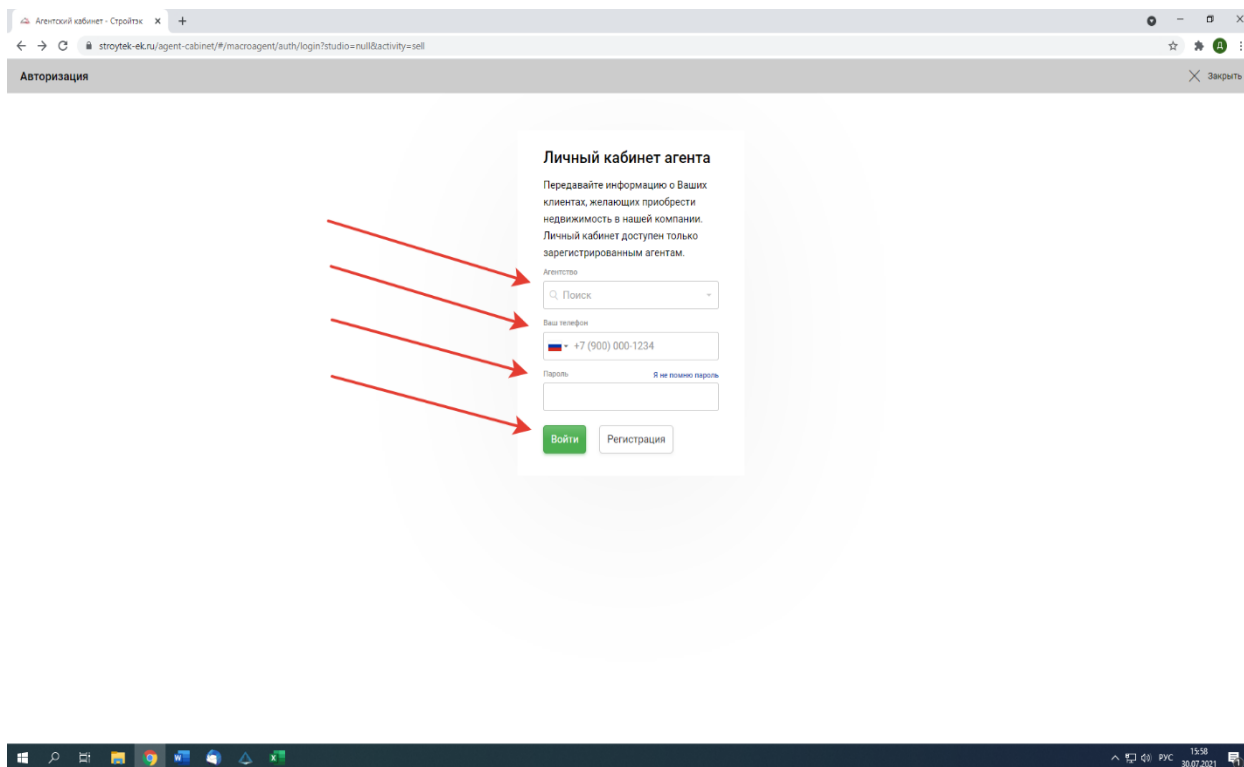 Агентский кабинет - Стройтэк
stroytek-ek.ru/agent-cabinet/#/macroagent/auth/login?studio=null&activity=sell
Д
Авторизация
Закрыть
Личный кабинет агента
Передавайте информацию о Ваших
клиентах, желающих приобрести
недвижимость в нашей компании.
Личный кабинет доступен только
зарегистрированным агентам.
Агентство
Поиск
Ваш телефон
+7 (900) 000-1234
Пароль Я не помню пароль
Войти Регистрация
РУС
15:58
30.07.2021